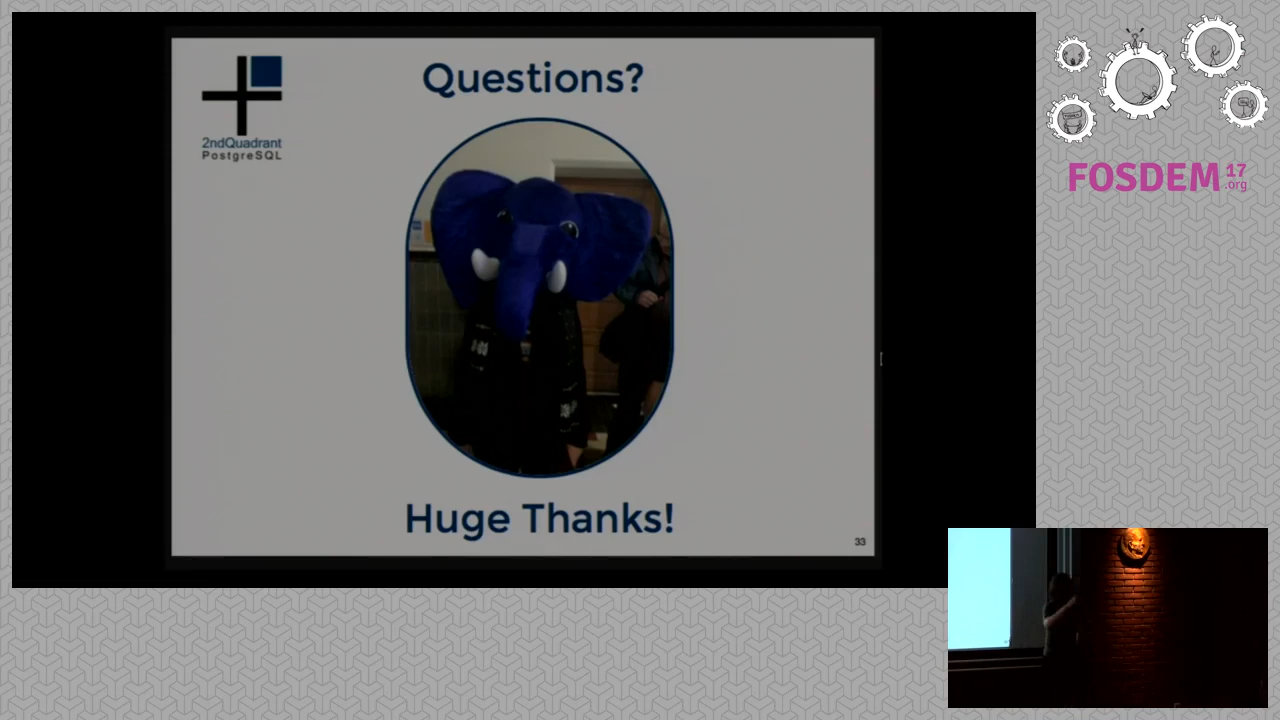 Questions?
2ndQuadrant
PostgreSQL
Huge Thanks!
33
FOSDEM 17
.org